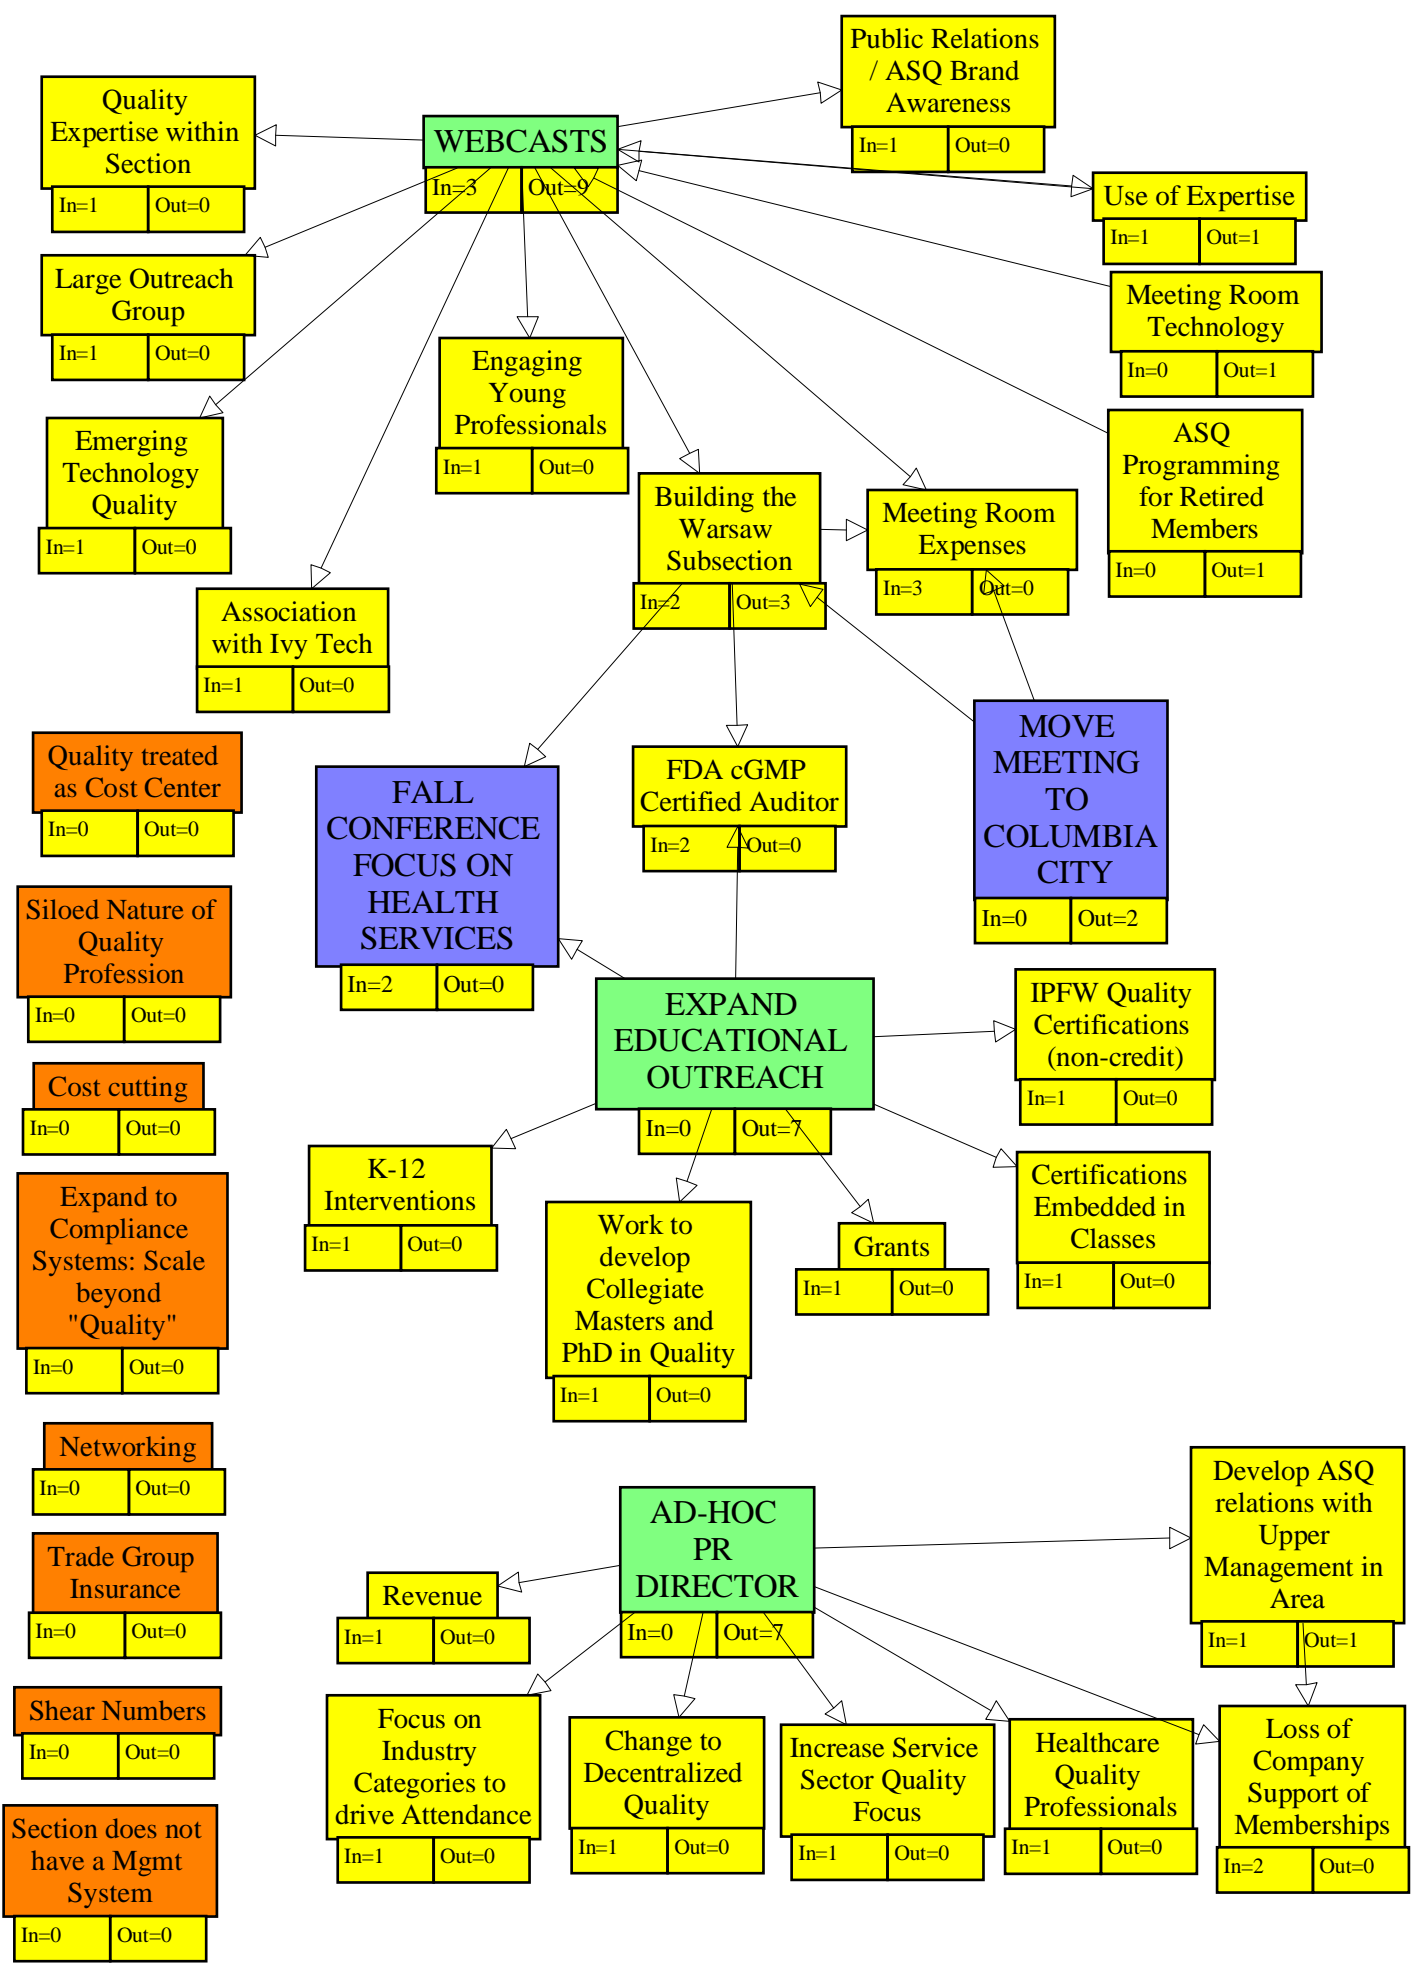 Public Relations
/ ASQ Brand
Awareness
In=1 Out=0
Quality
Expertise within
Section
In=1 Out=0
WEBCASTS
In=3 Out=9
Use of Expertise
In=1 Out=1
Large Outreach
Group
In=1 Out=0
Meeting Room
Technology
In=0 Out=1
Engaging
Young
Professionals
In=1 Out=0
Emerging
Technology
Quality
In=1 Out=0
ASQ
Programming
for Retired
Members
In=0 Out=1
Building the
Warsaw
Subsection
In=2 Out=3
Meeting Room
Expenses
In=3 Out=0
Association
with Ivy Tech
In=1 Out=0
MOVE
MEETING
TO
COLUMBIA
CITY
In=0 Out=2
Quality treated
as Cost Center
In=0 Out=0
FALL
CONFERENCE
FOCUS ON
HEALTH
SERVICES
In=2 Out=0
FDA cGMP
Certified Auditor
In=2 Out=0
Siloed Nature of
Quality
Profession
In=0 Out=0
EXPAND
EDUCATIONAL
OUTREACH
In=0 Out=7
IPFW Quality
Certifications
(non-credit)
In=1 Out=0
Cost cutting
In=0 Out=0
K-12
Interventions
In=1 Out=0
Certifications
Embedded in
Classes
In=1 Out=0
Expand to
Compliance
Systems: Scale
beyond
"Quality"
In=0 Out=0
Work to
develop
Collegiate
Masters and
PhD in Quality
In=1 Out=0
Grants
In=1 Out=0
Networking
In=0 Out=0
Develop ASQ
relations with
Upper
Management in
Area
In=1 Out=1
AD-HOC
PR
DIRECTOR
In=0 Out=7
Trade Group
Insurance
In=0 Out=0
Revenue
In=1 Out=0
Shear Numbers
In=0 Out=0
Focus on
Industry
Categories to
drive Attendance
In=1 Out=0
Change to
Decentralized
Quality
In=1 Out=0
Increase Service
Sector Quality
Focus
In=1 Out=0
Healthcare
Quality
Professionals
In=1 Out=0
Loss of
Company
Support of
Memberships
In=2 Out=0
Section does not
have a Mgmt
System
In=0 Out=0